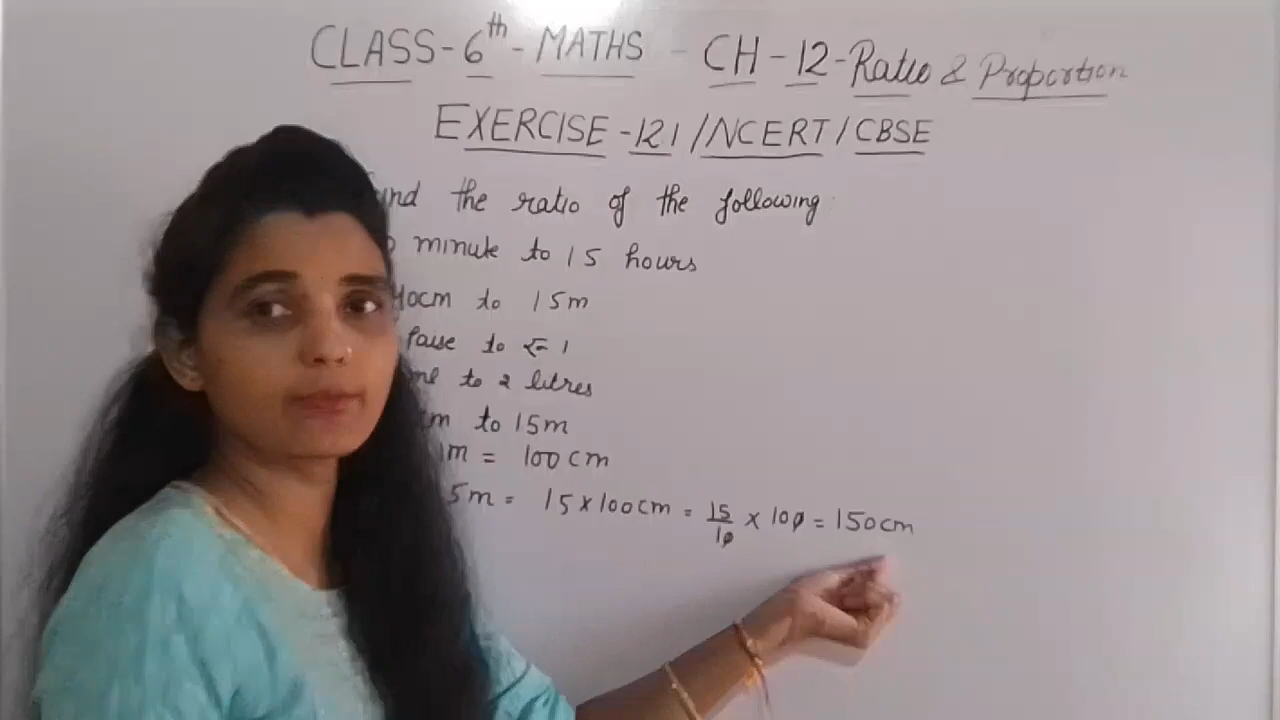 CLASS-6th-MATHS - CH-12-Ratio & Proportion
EXERCISE-12.1/NCERT/CBSE
the ratio of the following
minute to 15 hours
40cm to 15m
Paise to ₹ 1
to 2 litres
to 15m
1m = 100cm
5m = 15×100cm = 15/10 × 100 = 150cm